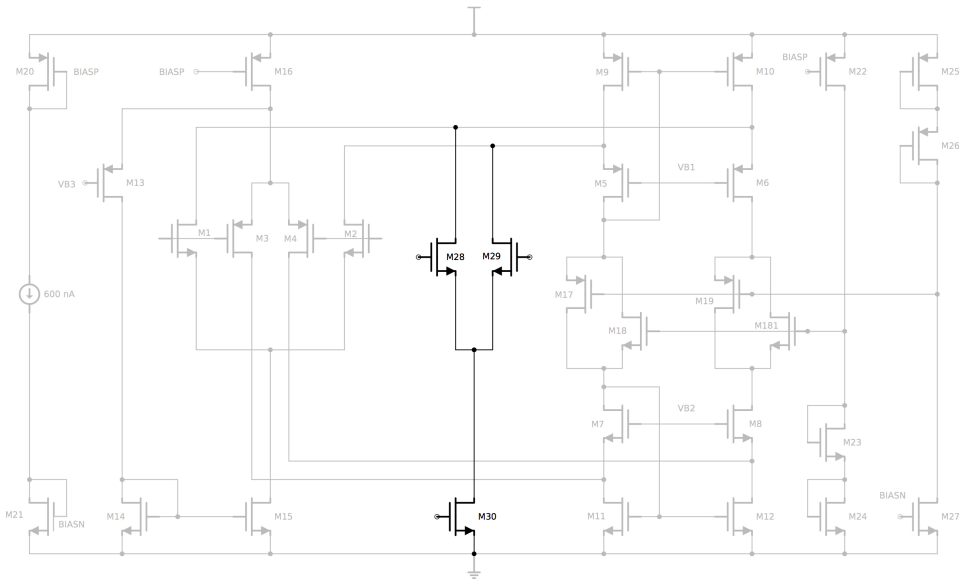 M20 BIASP BIASP M16 M9 M10 BIASP M22 M25
M26
VB3 M13 M5 VB1 M6
M1 M3 M4 M2
M28 M29
600 nA M17 M19
M18 M181
M7 VB2 M8
M23
BIASN
M21 BIASN M14 M15 M30 M11 M12 M24 M27